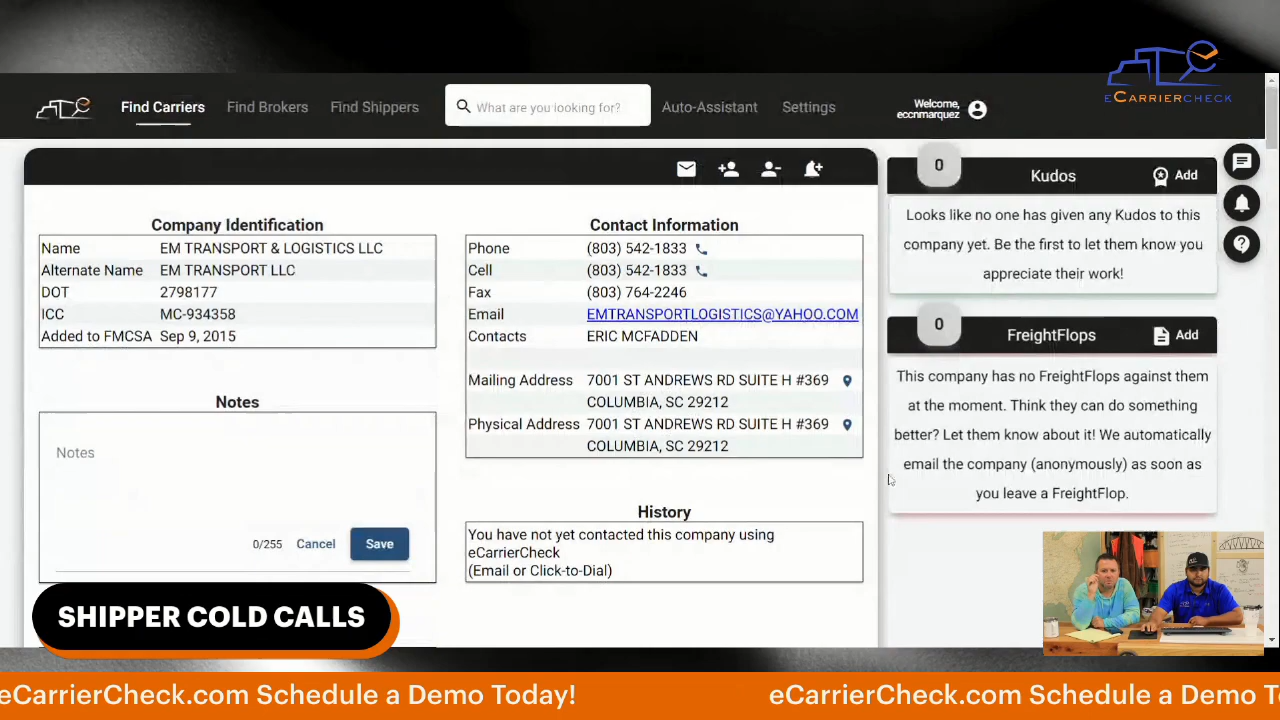 eCARRIERCHECK
Find Carriers
Find Brokers
Find Shippers
What are you looking for?
Auto-Assistant
Settings
Welcome,
eccnmarquez
Company Identification
Name EM TRANSPORT & LOGISTICS LLC
Alternate Name EM TRANSPORT LLC
DOT 2798177
ICC MC-934358
Added to FMCSA Sep 9, 2015
Notes
Notes
0/255 Cancel Save
Contact Information
Phone (803) 542-1833
Cell (803) 542-1833
Fax (803) 764-2246
Email EMTRANSPORTLOGISTICS@YAHOO.COM
Contacts ERIC MCFADDEN
Mailing Address 7001 ST ANDREWS RD SUITE H #369
COLUMBIA, SC 29212
Physical Address 7001 ST ANDREWS RD SUITE H #369
COLUMBIA, SC 29212
History
You have not yet contacted this company using
eCarrierCheck
(Email or Click-to-Dial)
0 Kudos Add
Looks like no one has given any Kudos to this
company yet. Be the first to let them know you
appreciate their work!
0 FreightFlops Add
This company has no FreightFlops against them
at the moment. Think they can do something
better? Let them know about it! We automatically
email the company (anonymously) as soon as
you leave a FreightFlop.
SHIPPER COLD CALLS
eCarrierCheck.com Schedule a Demo Today! eCarrierCheck.com Schedule a Demo To